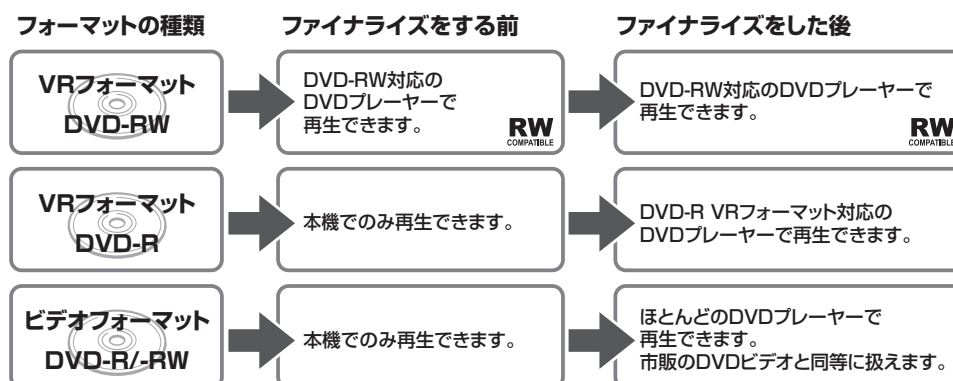 フォーマットの種類
ファイナライズをする前
ファイナライズをした後
VRフォーマット
DVD-RW
DVD-RW対応の
DVDプレーヤーで
再生できます。
RW
COMPATIBLE
DVD-RW対応のDVDプレーヤーで
再生できます。
RW
COMPATIBLE
VRフォーマット
DVD-R
本機でのみ再生できます。
DVD-R VRフォーマット対応の
DVDプレーヤーで再生できます。
ビデオフォーマット
DVD-R/-RW
本機でのみ再生できます。
ほとんどのDVDプレーヤーで
再生できます。
市販のDVDビデオと同等に扱えます。